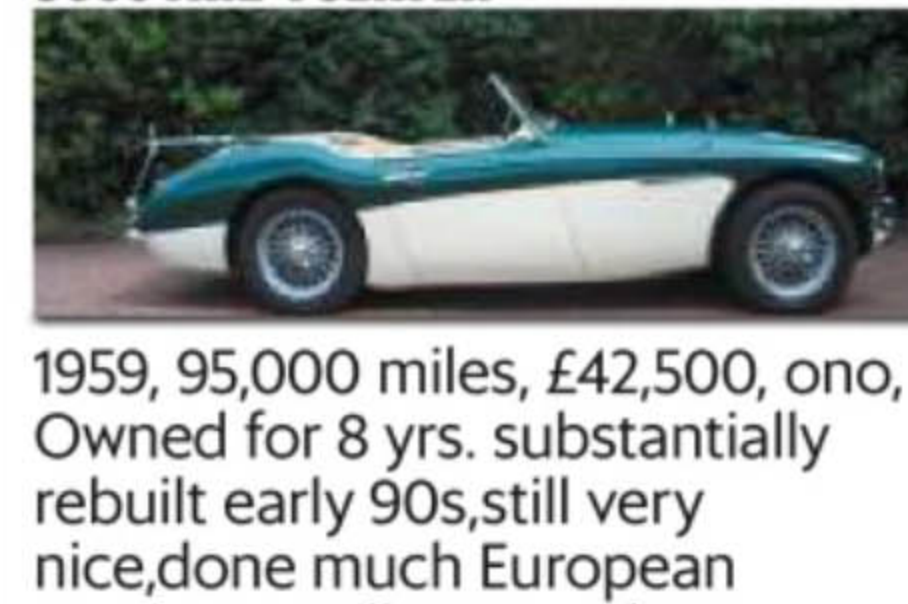 1959, 95,000 miles, £42,500, ono,
Owned for 8 yrs. substantially
rebuilt early 90s,still very
nice,done much European